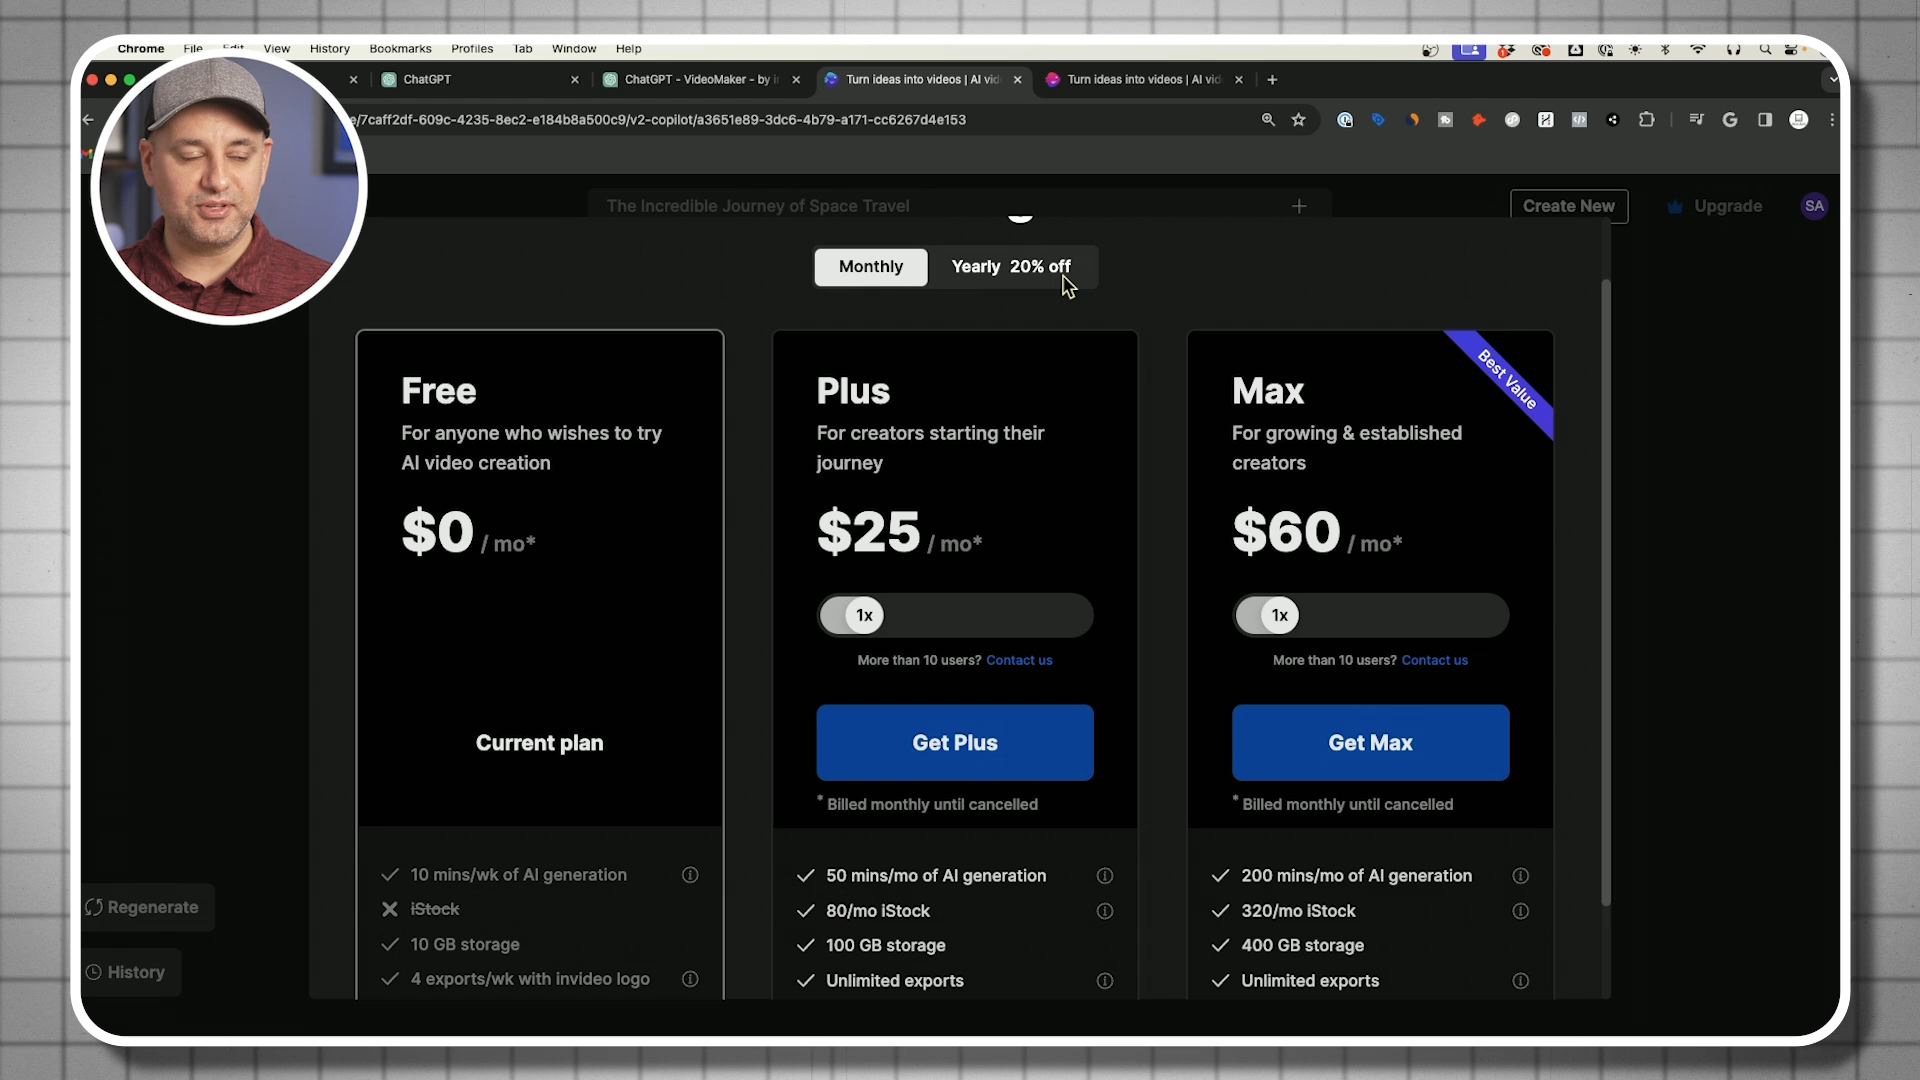 Chrome File Edit View History Bookmarks Profiles Tab Window Help
ChatGPT
ChatGPT - VideoMaker - by i
Turn ideas into videos | AI vid
Turn ideas into videos | AI vid
e/7caff2df-609c-4235-8ec2-e184b8a500c9/v2-copilot/a3651e89-3dc6-4b79-a171-cc6267d4e153
The Incredible Journey of Space Travel
Create New
Upgrade
SA
Monthly
Yearly 20% off
Free
For anyone who wishes to try
AI video creation
$0 / mo*
Current plan
10 mins/wk of AI generation
iStock
10 GB storage
4 exports/wk with invideo logo
Plus
For creators starting their
journey
$25 / mo*
1x
More than 10 users? Contact us
Get Plus
* Billed monthly until cancelled
50 mins/mo of AI generation
80/mo iStock
100 GB storage
Unlimited exports
Best Value
Max
For growing & established
creators
$60 / mo*
1x
More than 10 users? Contact us
Get Max
* Billed monthly until cancelled
200 mins/mo of AI generation
320/mo iStock
400 GB storage
Unlimited exports
Regenerate
History